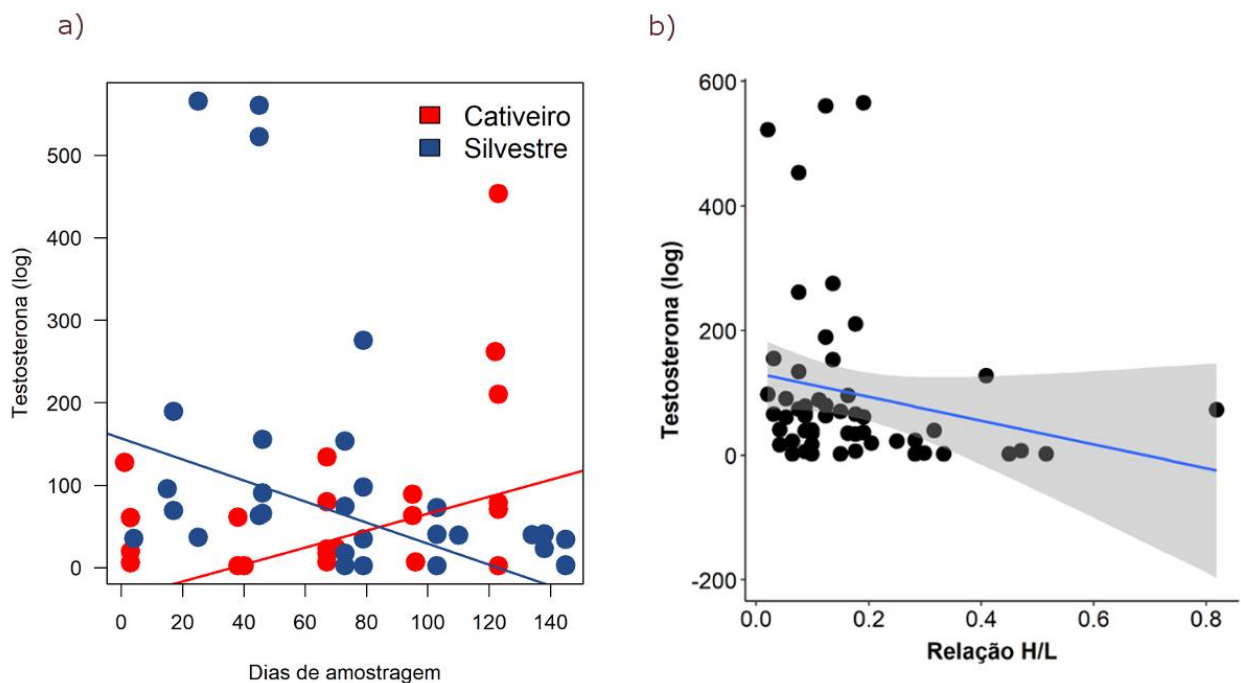 a)
Cativeiro
Silvestre
500
400
300
200
100
0
0 20 40 60 80 100 120 140
Testosterona (log)
Dias de amostragem
b)
600
400
200
0
-200
0.0 0.2 0.4 0.6 0.8
Testosterona (log)
Relação H/L